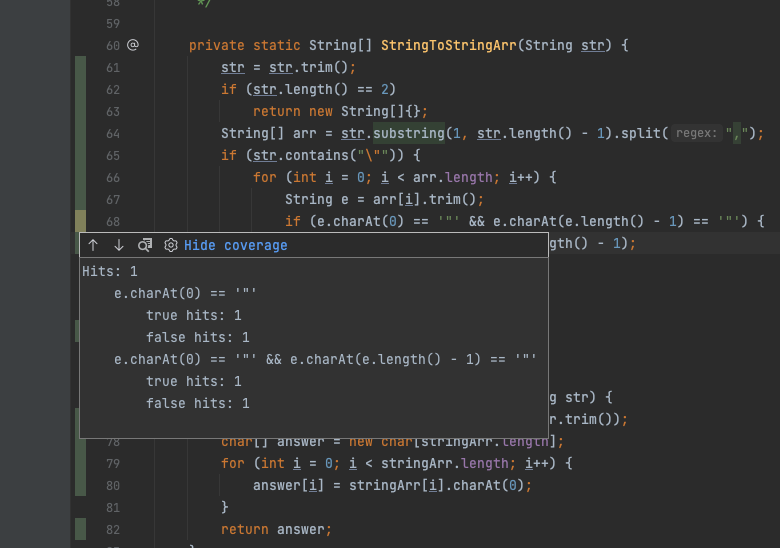 58 */
59
60 @ private static String[] StringToStringArr(String str) {
61 str = str.trim();
62 if (str.length() == 2)
63 return new String[]{};
64 String[] arr = str.substring(1, str.length() - 1).split( regex: ",");
65 if (str.contains("\"")) {
66 for (int i = 0; i < arr.length; i++) {
67 String e = arr[i].trim();
68 if (e.charAt(0) == '"' && e.charAt(e.length() - 1) == '"') {
Hide coverage
gth() - 1);
Hits: 1
e.charAt(0) == '"'
true hits: 1
false hits: 1
e.charAt(0) == '"' && e.charAt(e.length() - 1) == '"'
true hits: 1
false hits: 1
g str) {
r.trim());
78 char[] answer = new char[stringArr.length];
79 for (int i = 0; i < stringArr.length; i++) {
80 answer[i] = stringArr[i].charAt(0);
81 }
82 return answer;